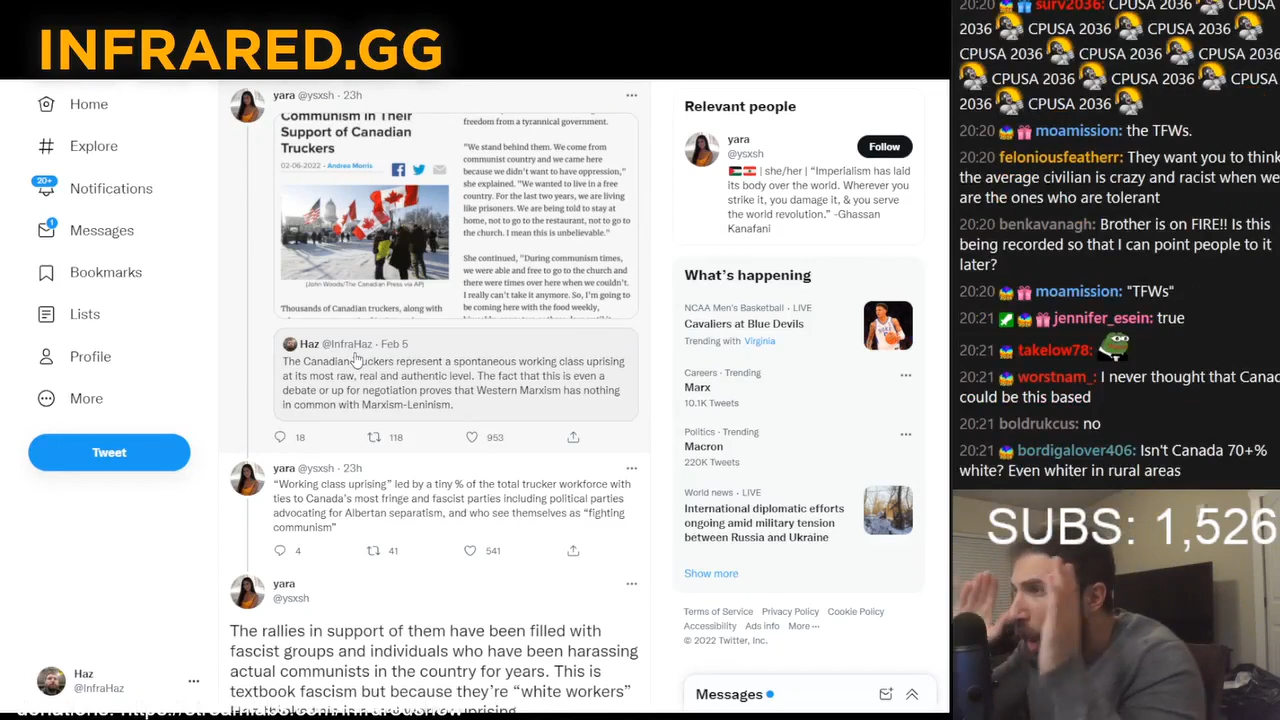 INFRARED.GG
Home
Explore
20+
Notifications
1
Messages
Bookmarks
Lists
Profile
More
Tweet
Haz
@InfraHaz
yara @ysxsh · 23h
Communism in Their
Support of Canadian
Truckers
02-06-2022 - Andrea Morris
(John Woods/The Canadian Press via AP)
Thousands of Canadian truckers, along with
freedom from a tyrannical government.
"We stand behind them. We come from
communist country and we came here
because we didn't want to have oppression,"
she explained. "We wanted to live in a free
country. For the last two years, we are living
like prisoners. We are being told to stay at
home, not to go to the restaurant, not to go to
the church. I mean this is unbelievable."
She continued, "During communism times,
we were able and free to go to the church and
there were times over here when we couldn't.
I really can't take it anymore. So, I'm going
to be coming here with the food weekly,
Haz @InfraHaz · Feb 5
The Canadian truckers represent a spontaneous working class uprising
at its most raw, real and authentic level. The fact that this is even a
debate or up for negotiation proves that Western Marxism has nothing
in common with Marxism-Leninism.
18 118 953
yara @ysxsh · 23h
“Working class uprising” led by a tiny % of the total trucker workforce with
ties to Canada's most fringe and fascist parties including political parties
advocating for Albertan separatism, and who see themselves as “fighting
communism”
4 41 541
yara
@ysxsh
The rallies in support of them have been filled with
fascist groups and individuals who have been harassing
actual communists in the country for years. This is
textbook fascism but because they're “white workers”
Relevant people
yara
@ysxsh
Follow
| she/her | “Imperialism has laid
its body over the world. Wherever you
strike it, you damage it, & you serve
the world revolution.” -Ghassan
Kanafani
What's happening
NCAA Men's Basketball · LIVE
Cavaliers at Blue Devils
Trending with Virginia
Careers · Trending
Marx
10.1K Tweets
Politics · Trending
Macron
220K Tweets
World news · LIVE
International diplomatic efforts
ongoing amid military tension
between Russia and Ukraine
Show more
Terms of Service Privacy Policy Cookie Policy
Accessibility Ads info More ···
© 2022 Twitter, Inc.
Messages
20:20 surv2036: CPUSA 2036 CPUSA
2036 CPUSA 2036 CPUSA 2036
CPUSA 2036 CPUSA 2036 CPUSA 2036
CPUSA 2036 CPUSA 2036 CPUSA
2036 CPUSA 2036 CPUSA 2036
20:20 moamission: the TFWs.
20:20 feloniousfeatherr: They want you to think
the average civilian is crazy and racist when we
are the ones who are tolerant
20:20 benkavanagh: Brother is on FIRE!! Is this
being recorded so that I can point people to it
later?
20:20 moamission: "TFWs"
20:21 jennifer_esein: true
20:21 takelow78:
20:21 worstnam_: I never thought that Canad
could be this based
20:21 boldrukcus: no
20:21 bordigalover406: Isn't Canada 70+%
white? Even whiter in rural areas
SUBS: 1,526